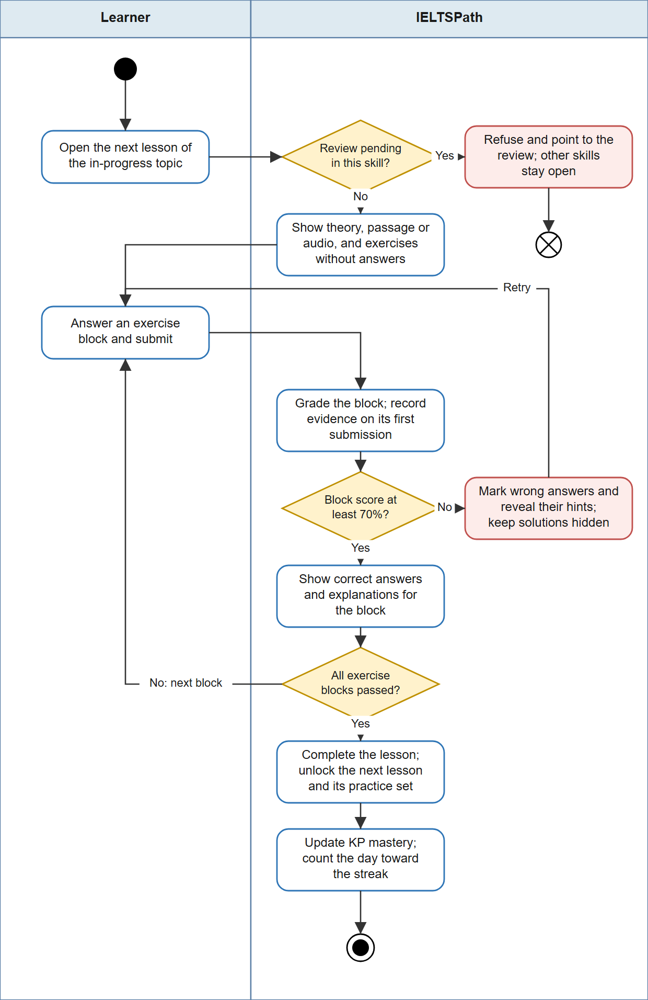 Learner
IELTSPath
Open the next lesson of
the in-progress topic
Review pending
in this skill?
Yes
Refuse and point to the
review; other skills
stay open
No
Show theory, passage or
audio, and exercises
without answers
Retry
Answer an exercise
block and submit
Grade the block; record
evidence on its first
submission
Block score at
least 70%?
No
Mark wrong answers and
reveal their hints;
keep solutions hidden
Yes
Show correct answers
and explanations for
the block
All exercise
blocks passed?
No: next block
Yes
Complete the lesson;
unlock the next lesson
and its practice set
Update KP mastery;
count the day toward
the streak